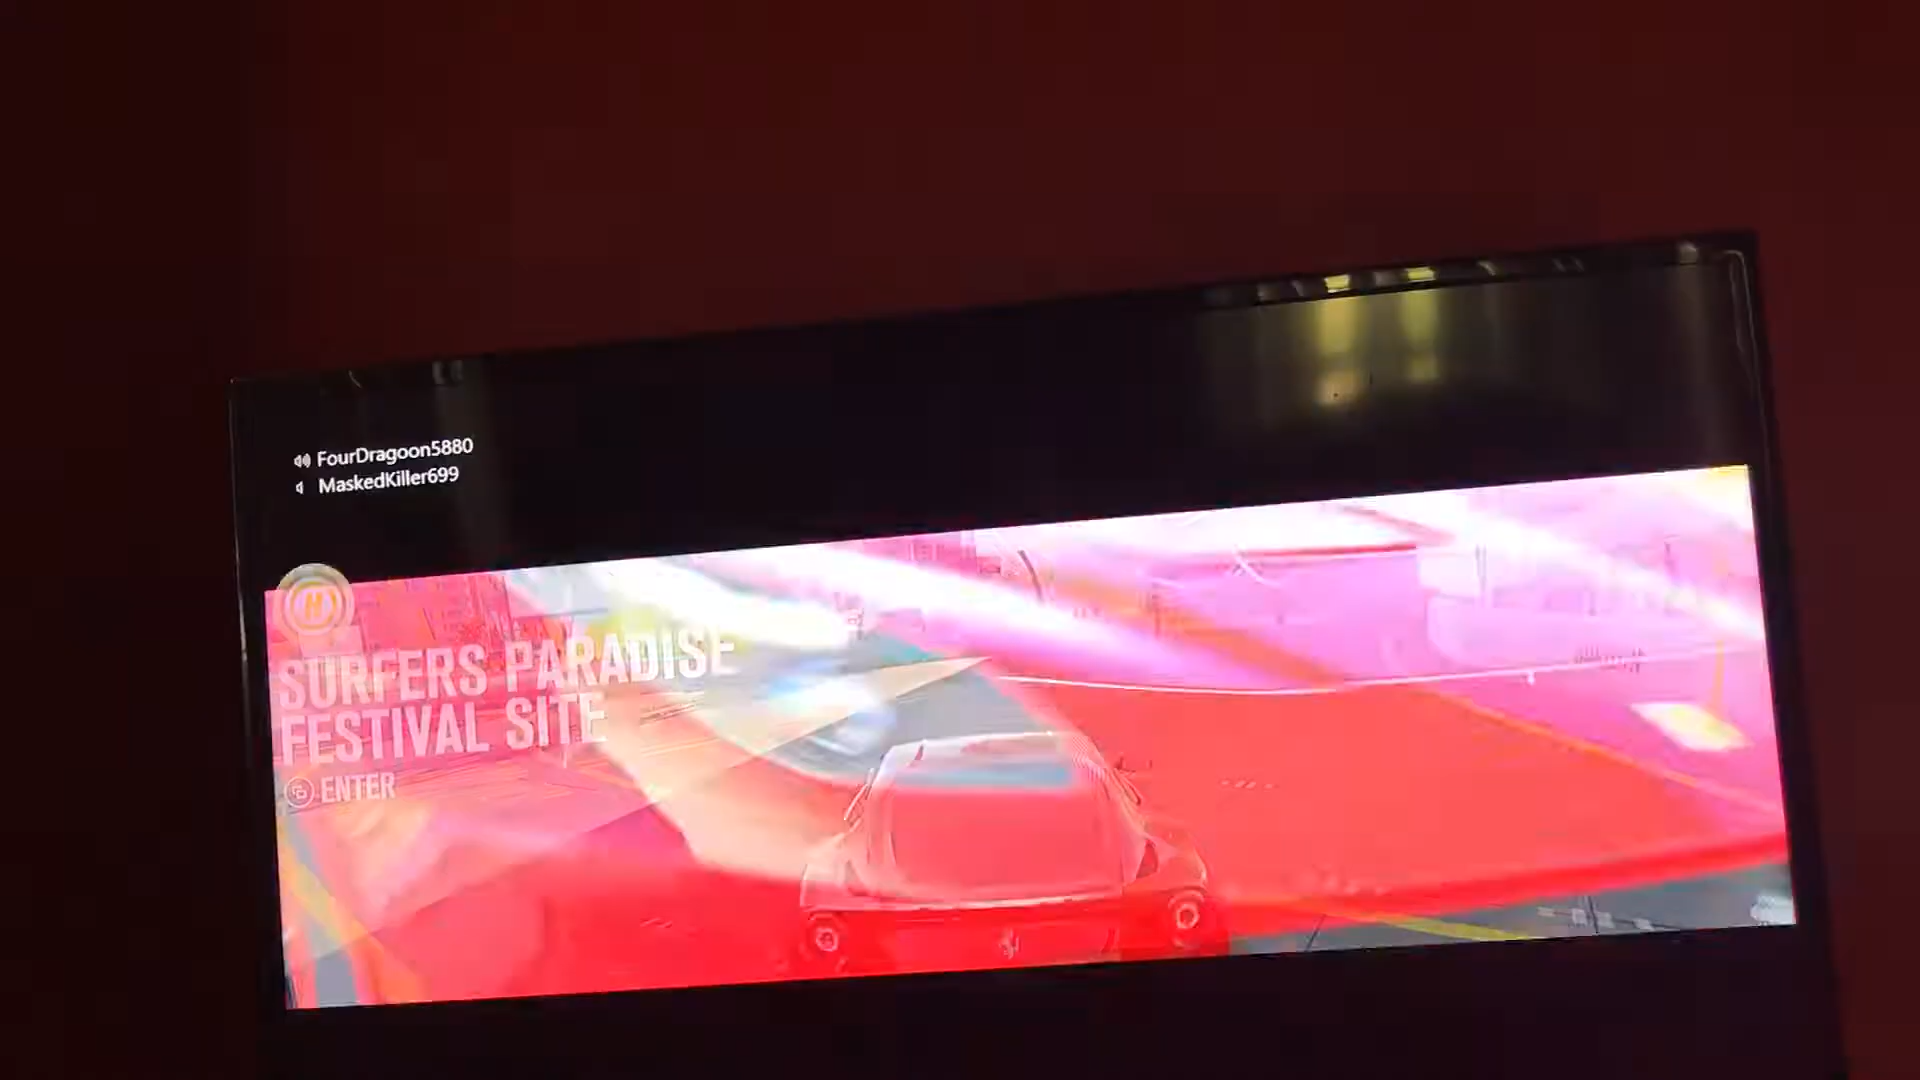 FourDragoon5880
MaskedKiller699
H
SURFERS PARADISE
FESTIVAL SITE
ENTER